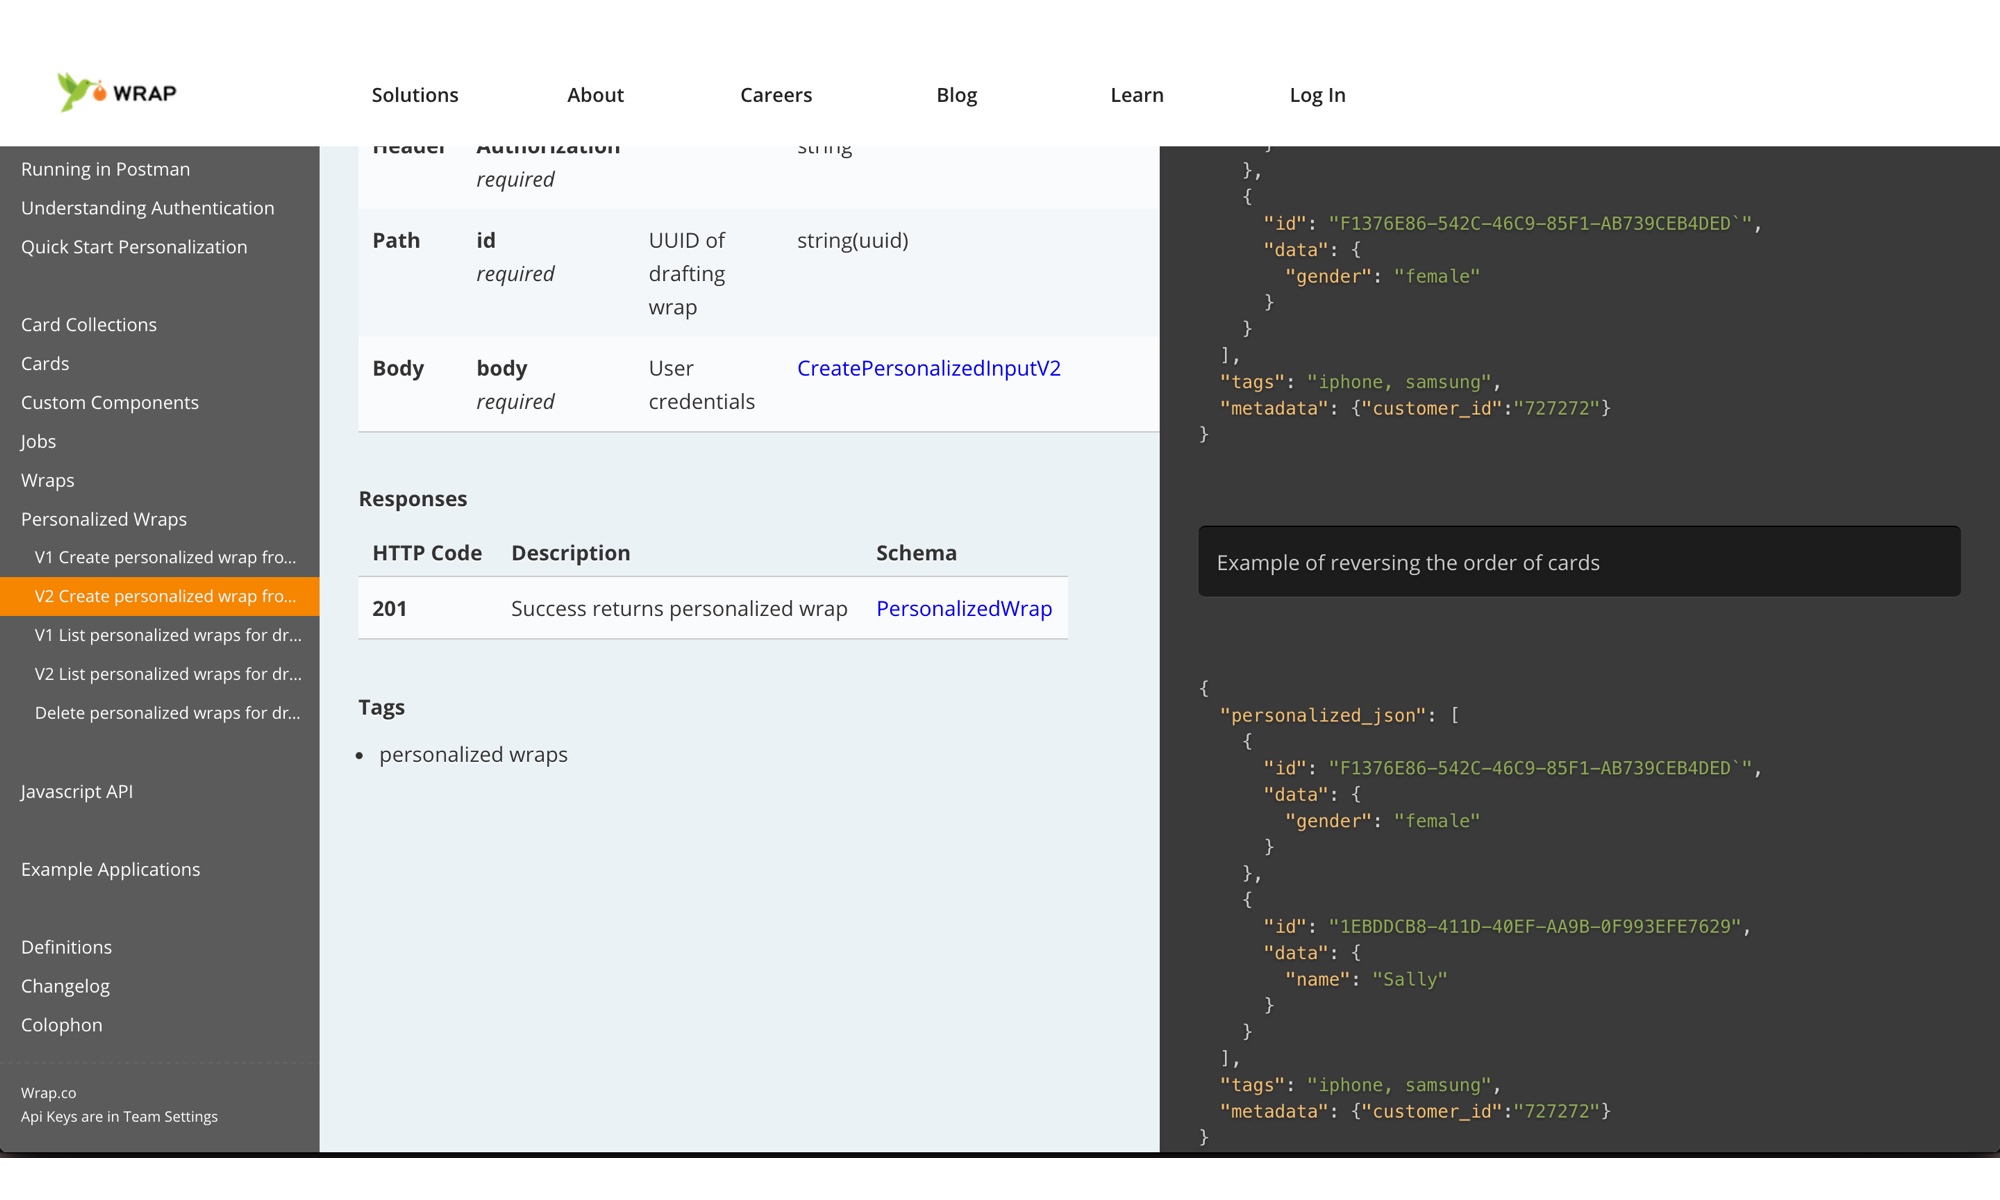 WRAP
Solutions
About
Careers
Blog
Learn
Log In
Running in Postman
Understanding Authentication
Quick Start Personalization
Card Collections
Cards
Custom Components
Jobs
Wraps
Personalized Wraps
V1 Create personalized wrap fro...
V2 Create personalized wrap fro...
V1 List personalized wraps for dr...
V2 List personalized wraps for dr...
Delete personalized wraps for dr...
Javascript API
Example Applications
Definitions
Changelog
Colophon
Wrap.co
Api Keys are in Team Settings
Header Authorization string
required
Path id UUID of string(uuid)
required drafting
wrap
Body body User CreatePersonalizedInputV2
required credentials
Responses
HTTP Code Description Schema
201 Success returns personalized wrap PersonalizedWrap
Tags
• personalized wraps
}
},
{
"id": "F1376E86-542C-46C9-85F1-AB739CEB4DED`",
"data": {
"gender": "female"
}
}
],
"tags": "iphone, samsung",
"metadata": {"customer_id":"727272"}
}
Example of reversing the order of cards
{
"personalized_json": [
{
"id": "F1376E86-542C-46C9-85F1-AB739CEB4DED`",
"data": {
"gender": "female"
}
},
{
"id": "1EBDDCB8-411D-40EF-AA9B-0F993EFE7629",
"data": {
"name": "Sally"
}
}
],
"tags": "iphone, samsung",
"metadata": {"customer_id":"727272"}
}